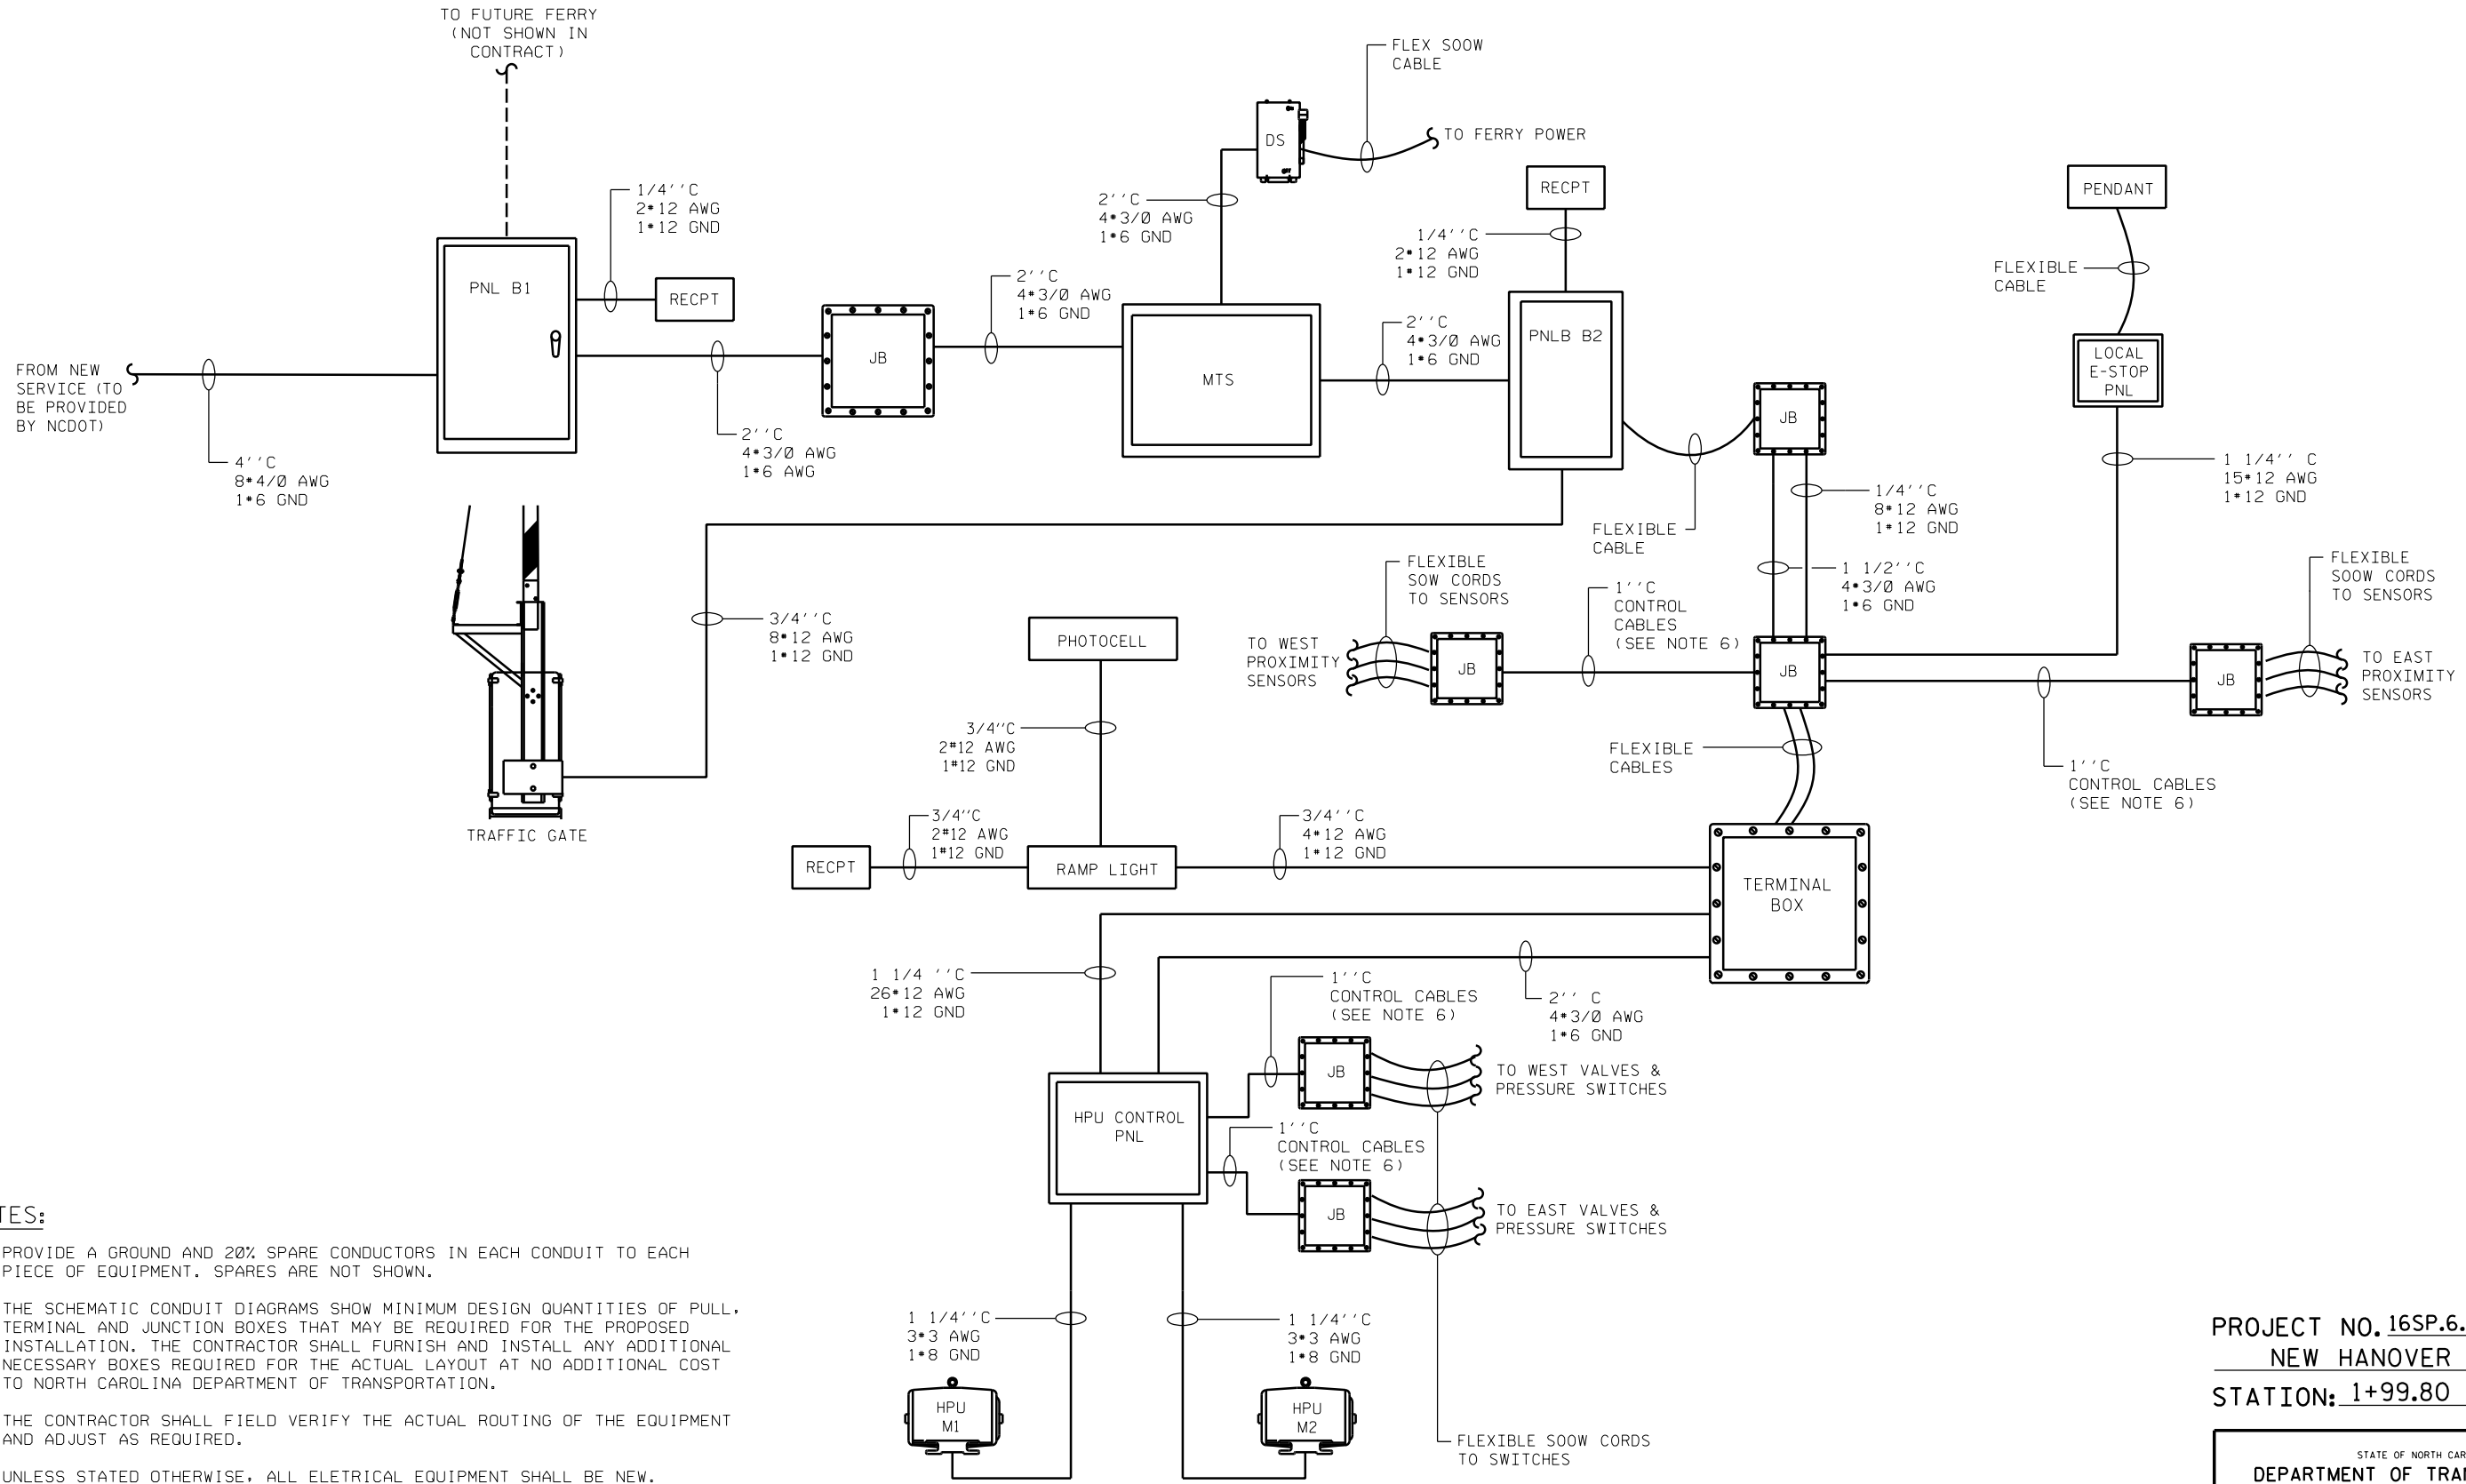 TO FUTURE FERRY
(NOT SHOWN IN
CONTRACT)
FLEX SOOW
CABLE
DS
TO FERRY POWER
1/4''C
2#12 AWG
1#12 GND
2''C
4#3/0 AWG
1#6 GND
RECPT
PENDANT
PNL B1
RECPT
2''C
4#3/0 AWG
1#6 GND
1/4''C
2#12 AWG
1#12 GND
FLEXIBLE
CABLE
FROM NEW
SERVICE (TO
BE PROVIDED
BY NCDOT)
JB
MTS
2''C
4#3/0 AWG
1#6 GND
PNLB B2
LOCAL
E-STOP
PNL
JB
4''C
8#4/0 AWG
1#6 GND
2''C
4#3/0 AWG
1#6 AWG
FLEXIBLE
CABLE
1/4''C
8#12 AWG
1#12 GND
1 1/4'' C
15#12 AWG
1#12 GND
1 1/2''C
4#3/0 AWG
1#6 GND
FLEXIBLE
SOW CORDS
TO SENSORS
1''C
CONTROL
CABLES
(SEE NOTE 6)
FLEXIBLE
SOOW CORDS
TO SENSORS
3/4''C
8#12 AWG
1#12 GND
PHOTOCELL
TO WEST
PROXIMITY
SENSORS
JB
JB
JB
TO EAST
PROXIMITY
SENSORS
3/4"C
2#12 AWG
1#12 GND
FLEXIBLE
CABLES
1''C
CONTROL CABLES
(SEE NOTE 6)
TRAFFIC GATE
3/4"C
2#12 AWG
1#12 GND
3/4''C
4#12 AWG
1#12 GND
RECPT
RAMP LIGHT
TERMINAL
BOX
1 1/4 ''C
26#12 AWG
1#12 GND
1''C
CONTROL CABLES
(SEE NOTE 6)
2'' C
4#3/0 AWG
1#6 GND
JB
TO WEST VALVES &
PRESSURE SWITCHES
HPU CONTROL
PNL
1''C
CONTROL CABLES
(SEE NOTE 6)
JB
TO EAST VALVES &
PRESSURE SWITCHES
1 1/4''C
3#3 AWG
1#8 GND
1 1/4''C
3#3 AWG
1#8 GND
HPU
M1
HPU
M2
FLEXIBLE SOOW CORDS
TO SWITCHES
TES:
PROVIDE A GROUND AND 20% SPARE CONDUCTORS IN EACH CONDUIT TO EACH
PIECE OF EQUIPMENT. SPARES ARE NOT SHOWN.
THE SCHEMATIC CONDUIT DIAGRAMS SHOW MINIMUM DESIGN QUANTITIES OF PULL,
TERMINAL AND JUNCTION BOXES THAT MAY BE REQUIRED FOR THE PROPOSED
INSTALLATION. THE CONTRACTOR SHALL FURNISH AND INSTALL ANY ADDITIONAL
NECESSARY BOXES REQUIRED FOR THE ACTUAL LAYOUT AT NO ADDITIONAL COST
TO NORTH CAROLINA DEPARTMENT OF TRANSPORTATION.
THE CONTRACTOR SHALL FIELD VERIFY THE ACTUAL ROUTING OF THE EQUIPMENT
AND ADJUST AS REQUIRED.
UNLESS STATED OTHERWISE, ALL ELETRICAL EQUIPMENT SHALL BE NEW.
PROJECT NO. 16SP.6.
NEW HANOVER
STATION: 1+99.80
STATE OF NORTH CAR
DEPARTMENT OF TRAN